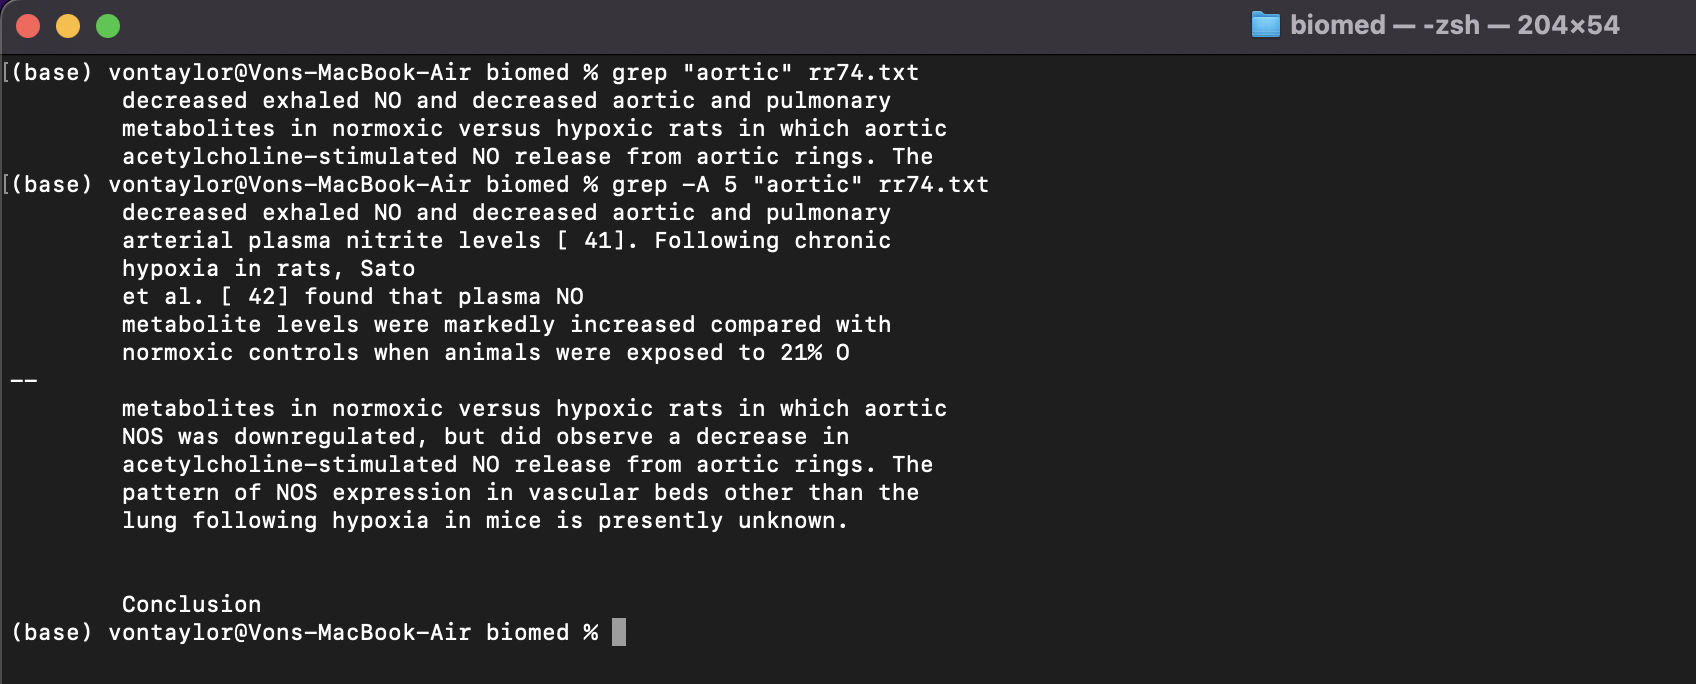 biomed — -zsh — 204×54
[(base) vontaylor@Vons-MacBook-Air biomed % grep "aortic" rr74.txt
decreased exhaled NO and decreased aortic and pulmonary
metabolites in normoxic versus hypoxic rats in which aortic
acetylcholine-stimulated NO release from aortic rings. The
[(base) vontaylor@Vons-MacBook-Air biomed % grep -A 5 "aortic" rr74.txt
decreased exhaled NO and decreased aortic and pulmonary
arterial plasma nitrite levels [ 41]. Following chronic
hypoxia in rats, Sato
et al. [ 42] found that plasma NO
metabolite levels were markedly increased compared with
normoxic controls when animals were exposed to 21% O
--
metabolites in normoxic versus hypoxic rats in which aortic
NOS was downregulated, but did observe a decrease in
acetylcholine-stimulated NO release from aortic rings. The
pattern of NOS expression in vascular beds other than the
lung following hypoxia in mice is presently unknown.
Conclusion
(base) vontaylor@Vons-MacBook-Air biomed %